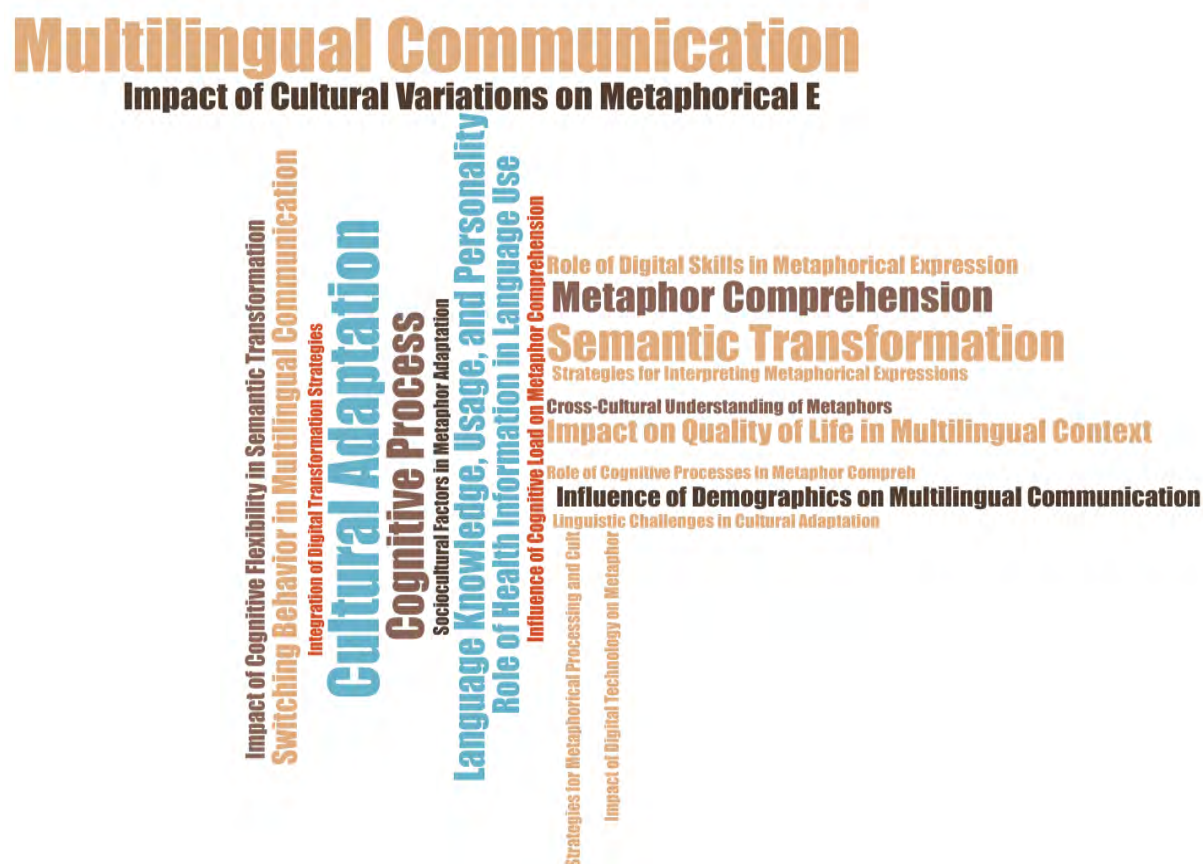 Multilingual Communication
Impact of Cultural Variations on Metaphorical E
Impact of Cognitive Flexibility in Semantic Transformation
Switching Behavior in Multilingual Communication
Integration of Digital Transformation Strategies
Cultural Adaptation
Cognitive Process
Sociocultural Factors in Metaphor Adaptation
Language Knowledge, Usage, and Personality
Role of Health Information in Language Use
Influence of Cognitive Load on Metaphor Comprehension
Role of Digital Skills in Metaphorical Expression
Metaphor Comprehension
Semantic Transformation
Strategies for Interpreting Metaphorical Expressions
Cross-Cultural Understanding of Metaphors
Impact on Quality of Life in Multilingual Context
Role of Cognitive Processes in Metaphor Compreh
Influence of Demographics on Multilingual Communication
Linguistic Challenges in Cultural Adaptation
Strategies for Metaphorical Processing and Cult
Impact of Digital Technology on Metaphor